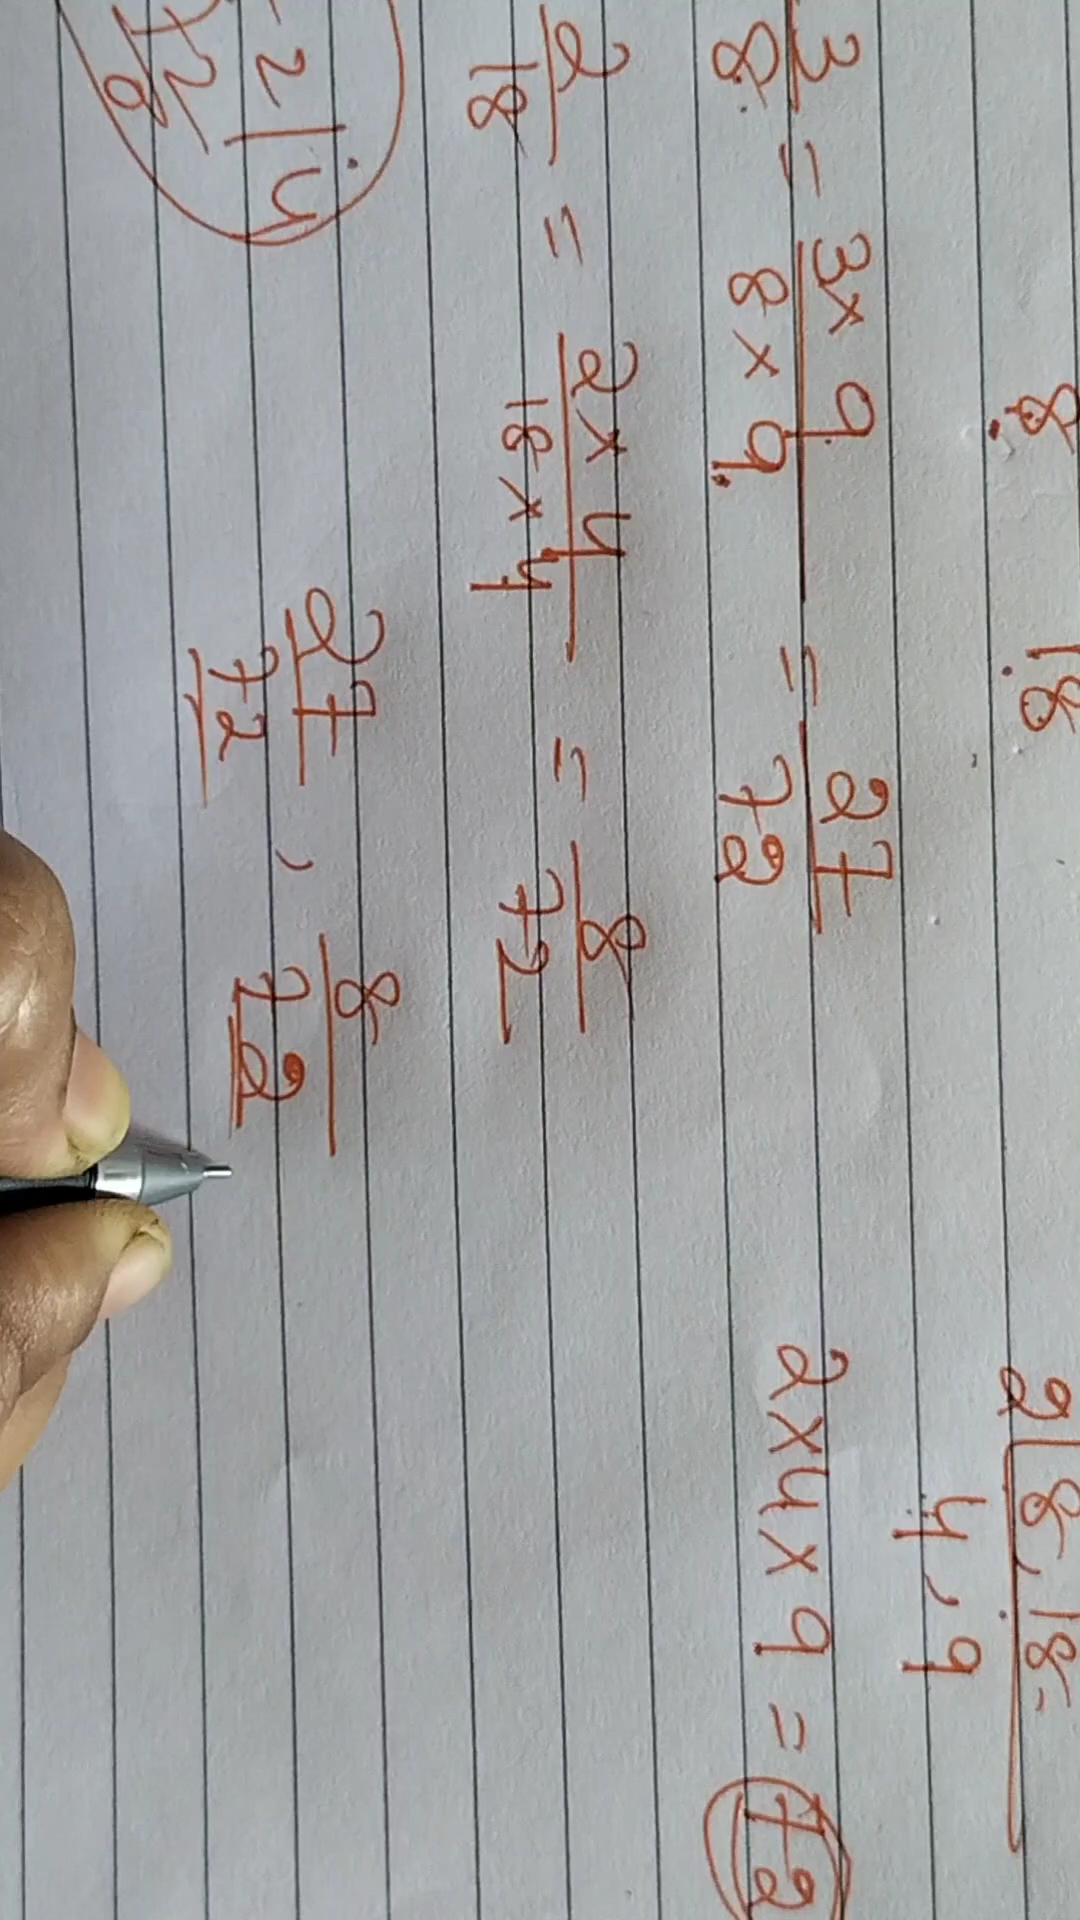 8 18 2 | 8, 18
4, 9
3/8 = 3 x 9 / 8 x 9 = 27/72 2 x 4 x 9 = 72
2/18 = 2 x 4 / 18 x 4 = 8/72
27/72 , 8/72